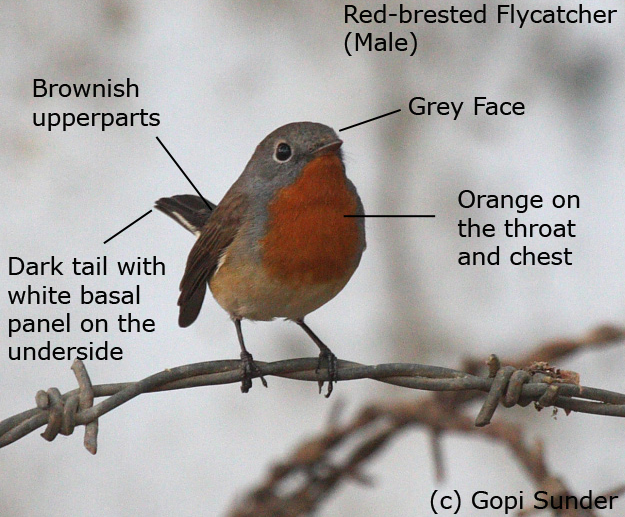 Red-brested Flycatcher
(Male)
Brownish
upperparts
Grey Face
Orange on
the throat
and chest
Dark tail with
white basal
panel on the
underside
(c) Gopi Sunder